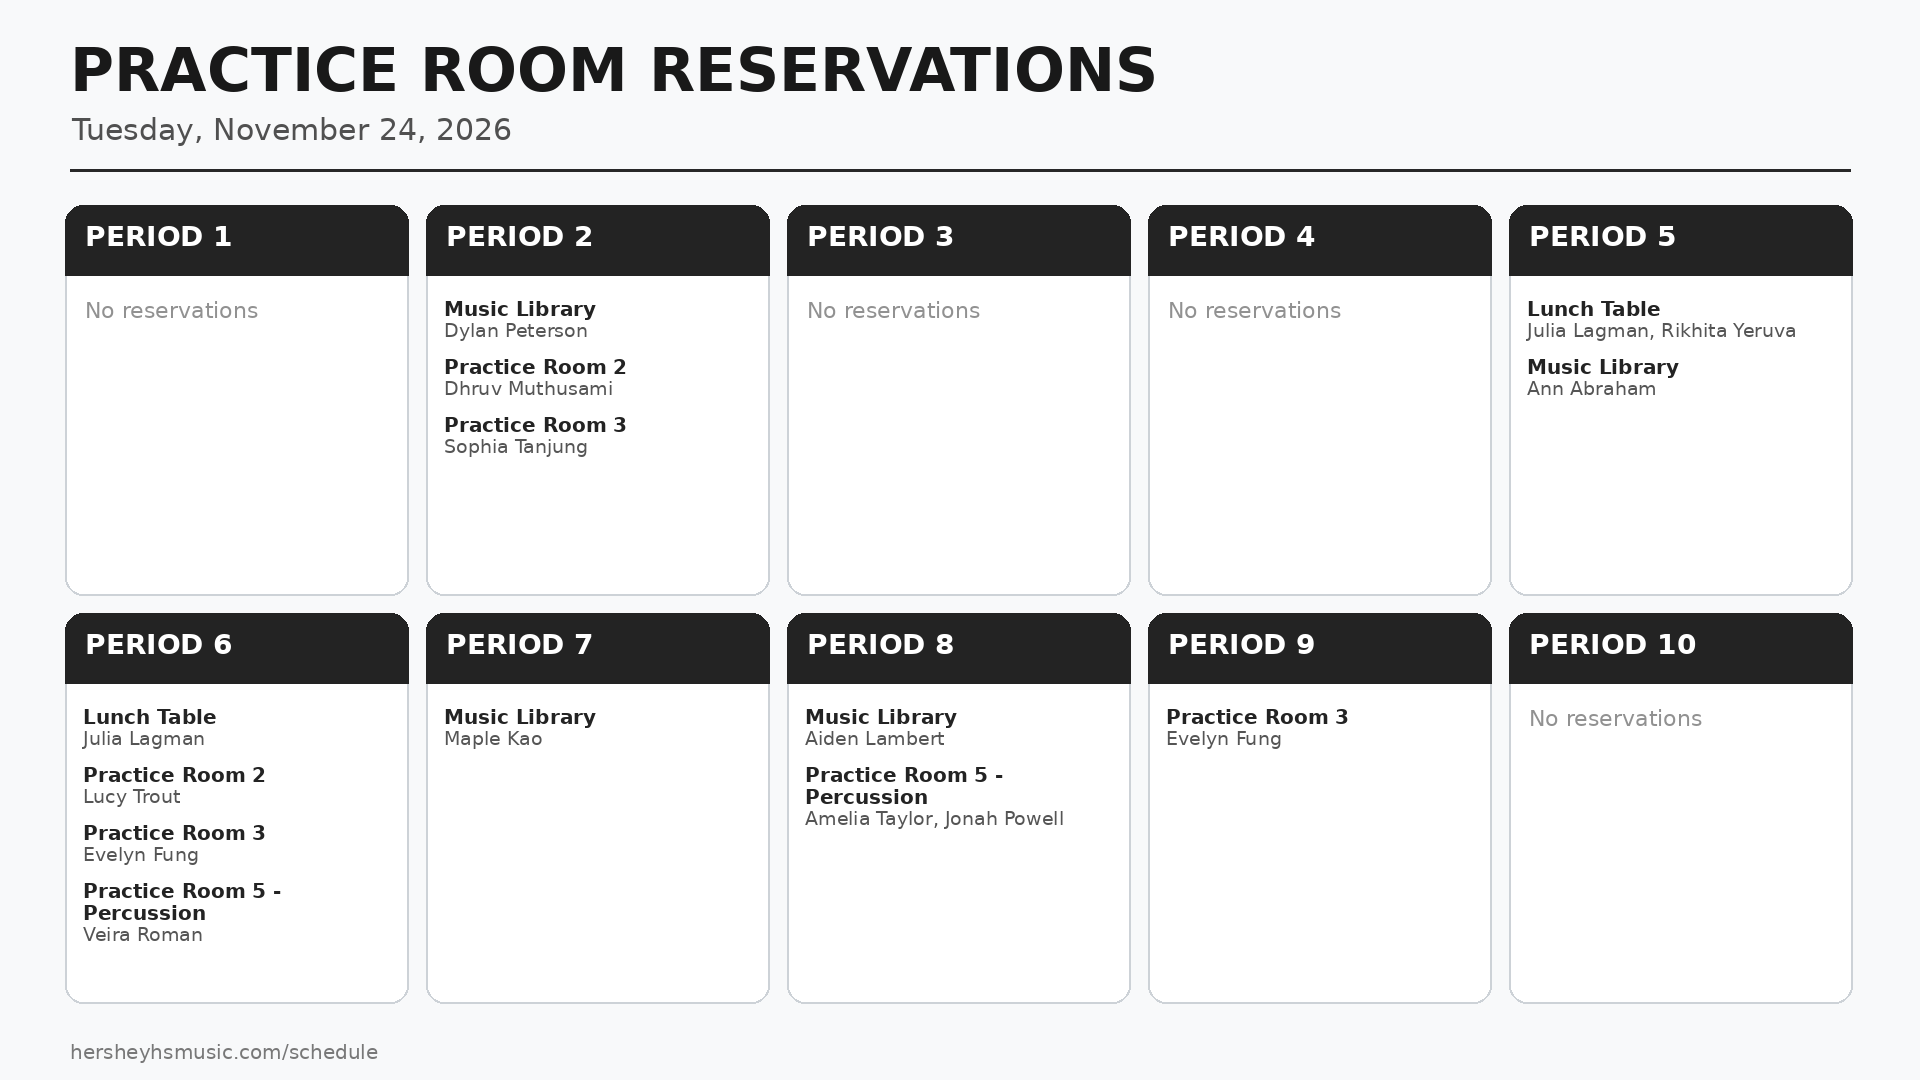 PRACTICE ROOM RESERVATIONS
Tuesday, November 24, 2026
PERIOD 1
No reservations
PERIOD 2
Music Library
Dylan Peterson
Practice Room 2
Dhruv Muthusami
Practice Room 3
Sophia Tanjung
PERIOD 3
No reservations
PERIOD 4
No reservations
PERIOD 5
Lunch Table
Julia Lagman, Rikhita Yeruva
Music Library
Ann Abraham
PERIOD 6
Lunch Table
Julia Lagman
Practice Room 2
Lucy Trout
Practice Room 3
Evelyn Fung
Practice Room 5 -
Percussion
Veira Roman
PERIOD 7
Music Library
Maple Kao
PERIOD 8
Music Library
Aiden Lambert
Practice Room 5 -
Percussion
Amelia Taylor, Jonah Powell
PERIOD 9
Practice Room 3
Evelyn Fung
PERIOD 10
No reservations
hersheyhsmusic.com/schedule